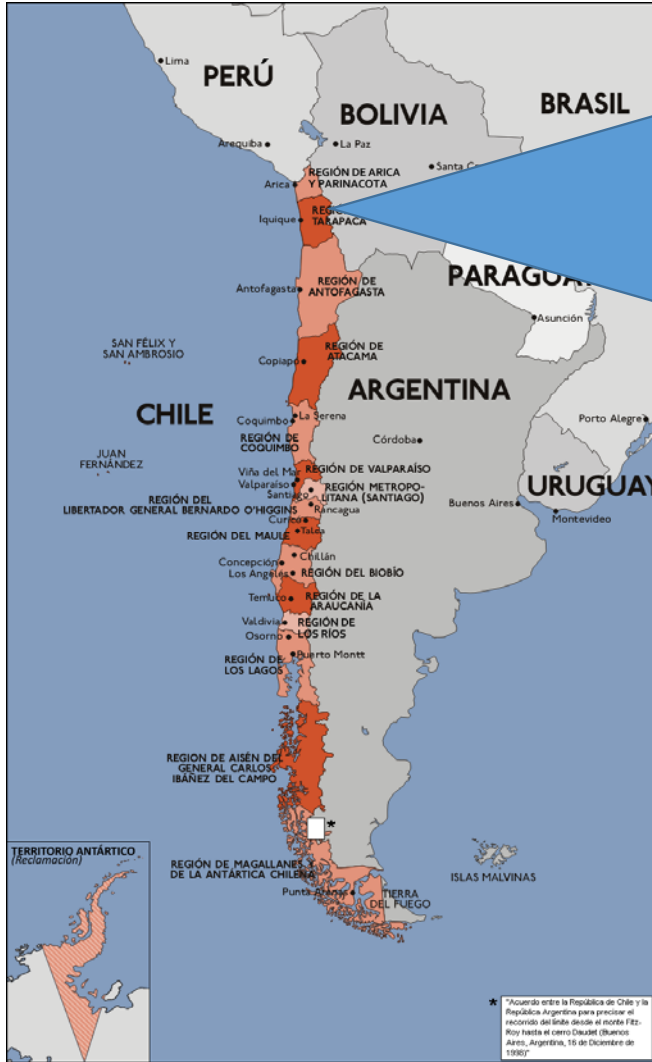 Lima
PERÚ
BRASIL
BOLIVIA
Arequiba
La Paz
Santa
REGIÓN DE ARICA
Y PARINACOTA
Arica
TARAPACA
Iquique
PARAGUA
Antofagasta
REGIÓN DE
ANTOFAGASTA
Asunción
SAN FÉLIX Y
SAN AMBROSIO
REGIÓN DE
ATACAMA
Copiapó
ARGENTINA
CHILE
La Serena
Coquimbo
Porto Alegre
REGIÓN DE
COQUIMBO
Córdoba
JUAN
FERNÁNDEZ
Viña del Mar
REGIÓN DE VALPARAÍSO
Valparaíso
Santiago
REGIÓN METROPO-
LITANA (SANTIAGO)
URUGUAY
REGIÓN DEL
LIBERTADOR GENERAL BERNARDO O'HIGGINS
Rancagua
Buenos Aires
Montevideo
Curicó
Talca
REGIÓN DEL MAULE
Chillán
Concepción
Los Angeles
REGIÓN DEL BIOBÍO
Temuco
REGIÓN DE LA
ARAUCANÍA
Valdivia
REGIÓN DE
LOS RÍOS
Osorno
Puerto Montt
REGIÓN DE
LOS LAGOS
REGION DE AISÉN DEL
GENERAL CARLOS
IBÁÑEZ DEL CAMPO
*
TERRITORIO ANTÁRTICO
(Reclamación)
REGIÓN DE MAGALLANES Y
DE LA ANTÁRTICA CHILENA
ISLAS MALVINAS
Punta Arenas
TIERRA
DEL FUEGO
* "Acuerdo entre la República de Chile y la
República Argentina para precisar el
recorrido del límite desde el monte Fitz-
Roy hasta el cerro Daudet (Buenos
Aires, Argentina, 16 de Diciembre de
1998)"